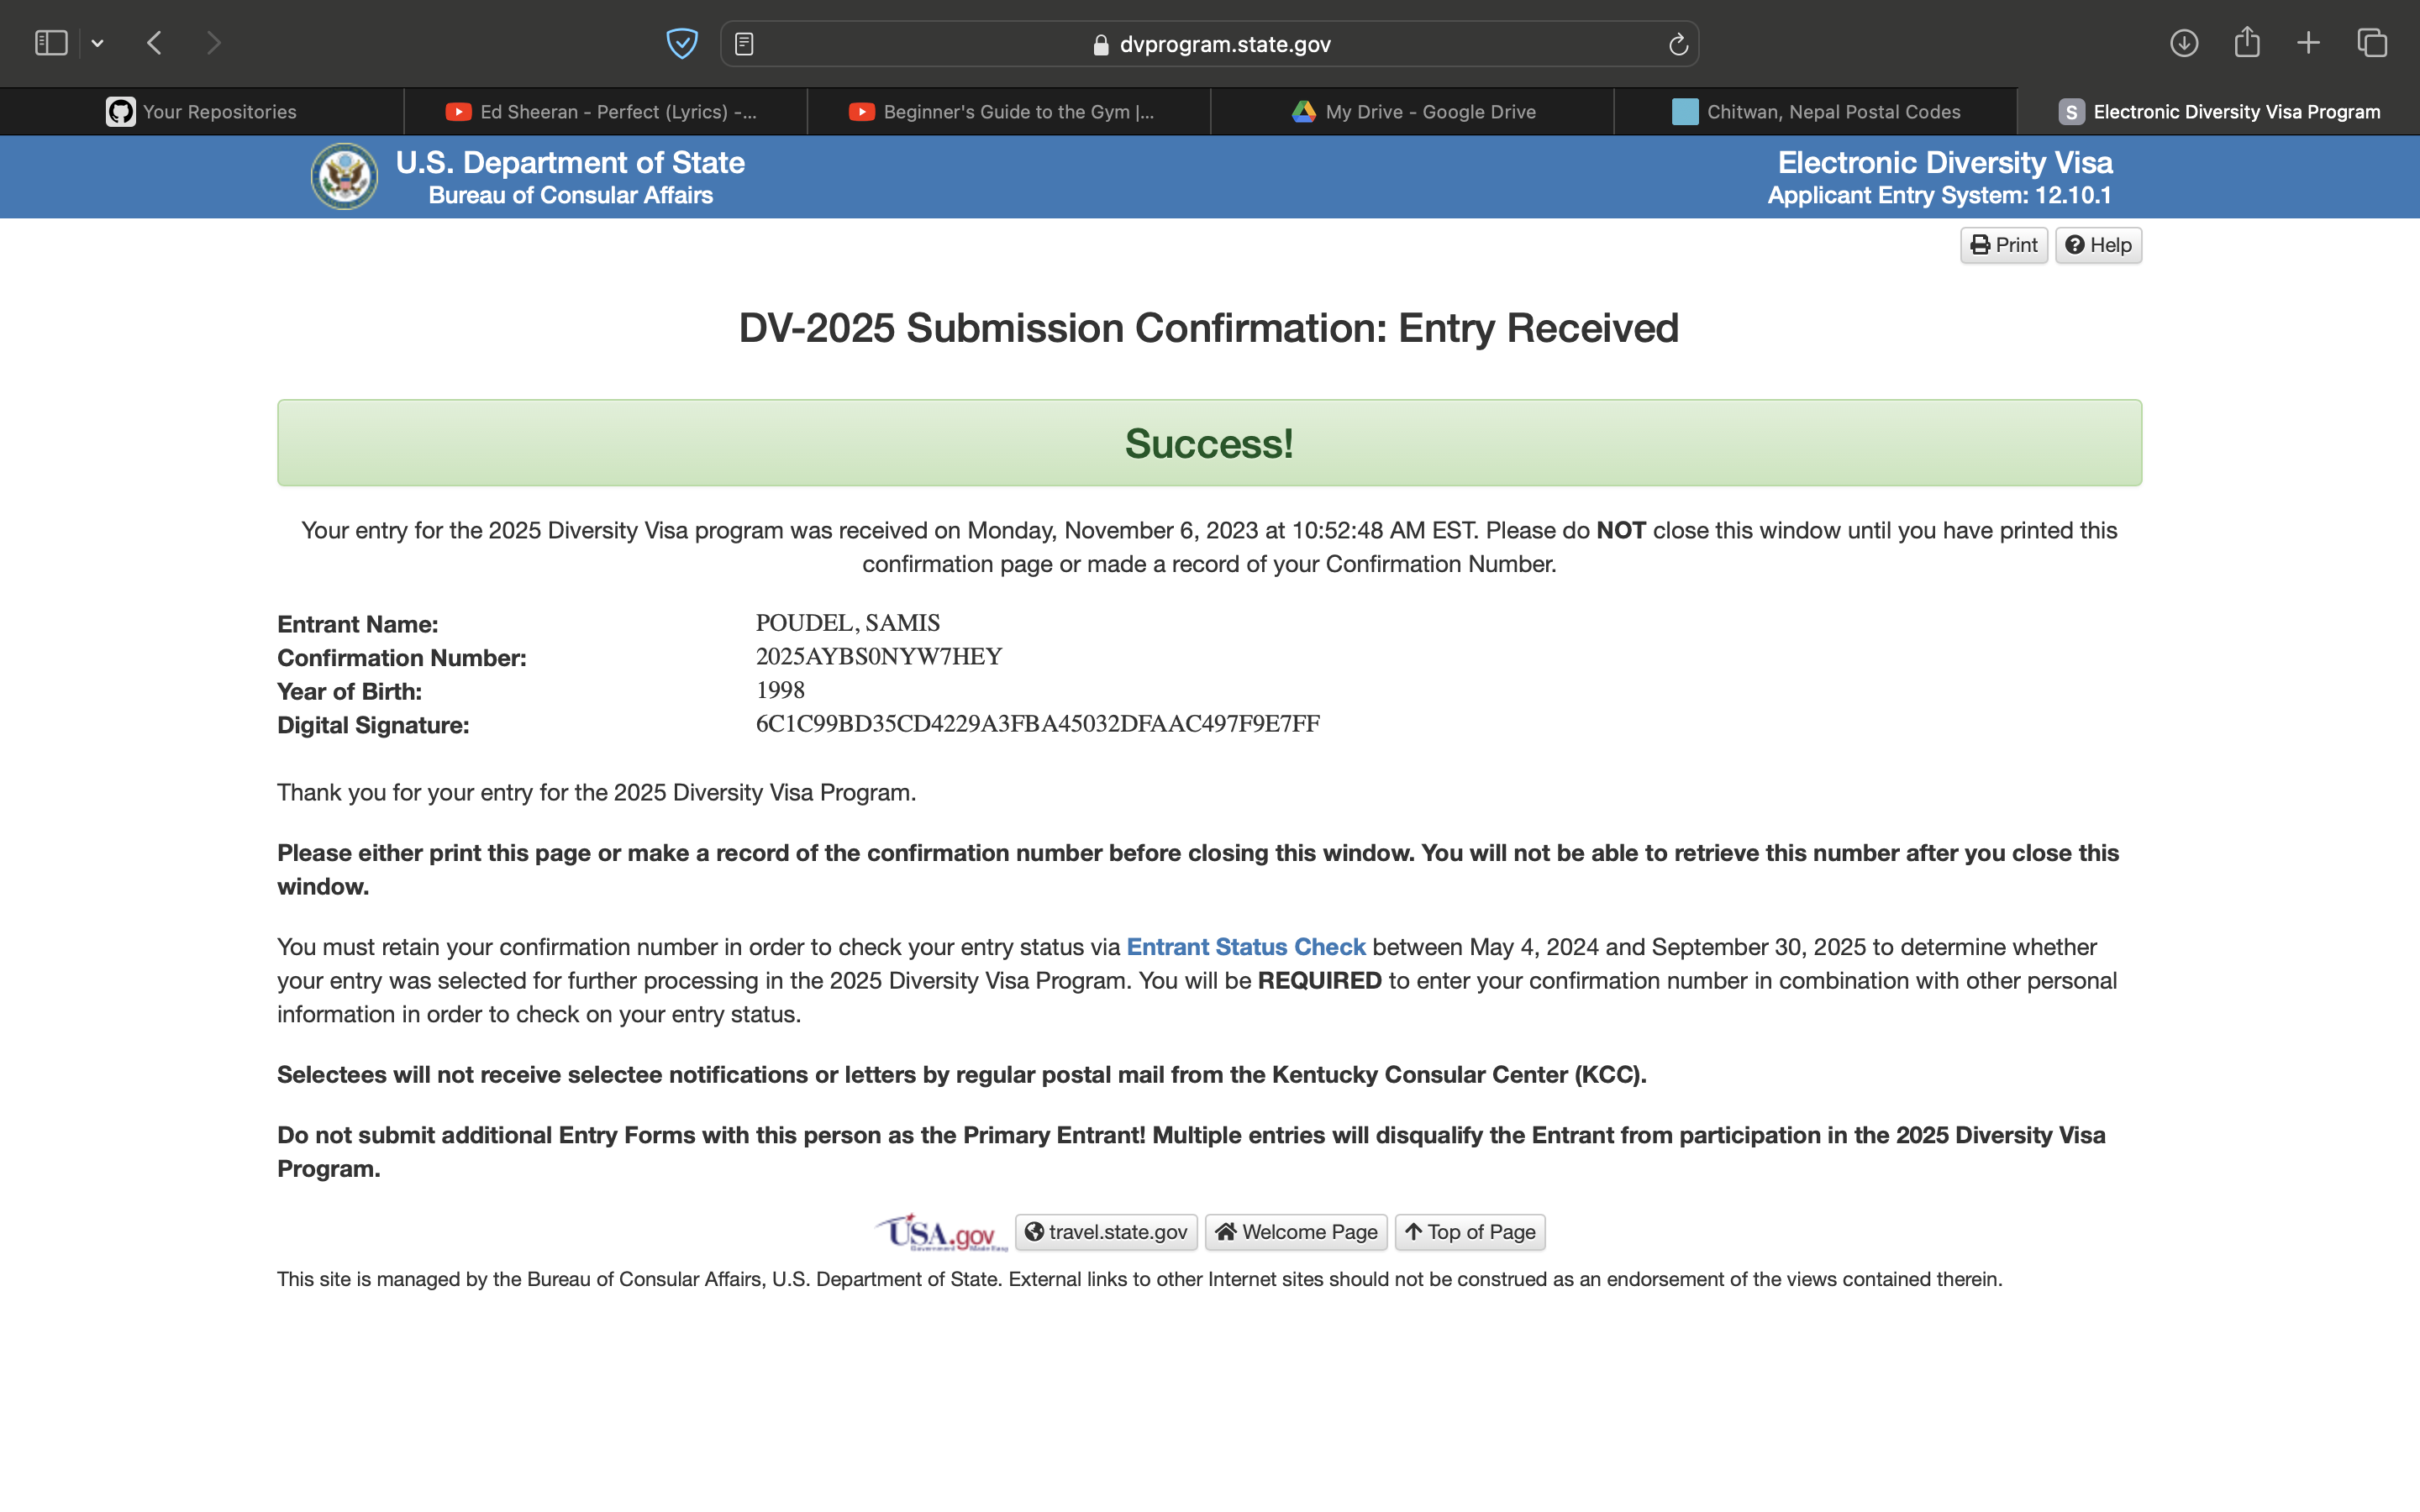 dvprogram.state.gov
Your Repositories
Ed Sheeran - Perfect (Lyrics) -...
Beginner's Guide to the Gym |...
My Drive - Google Drive
Chitwan, Nepal Postal Codes
S Electronic Diversity Visa Program
U.S. Department of State
Bureau of Consular Affairs
Electronic Diversity Visa
Applicant Entry System: 12.10.1
Print
Help
DV-2025 Submission Confirmation: Entry Received
Success!
Your entry for the 2025 Diversity Visa program was received on Monday, November 6, 2023 at 10:52:48 AM EST. Please do NOT close this window until you have printed this
confirmation page or made a record of your Confirmation Number.
Entrant Name: POUDEL, SAMIS
Confirmation Number: 2025AYBS0NYW7HEY
Year of Birth: 1998
Digital Signature: 6C1C99BD35CD4229A3FBA45032DFAAC497F9E7FF
Thank you for your entry for the 2025 Diversity Visa Program.
Please either print this page or make a record of the confirmation number before closing this window. You will not be able to retrieve this number after you close this
window.
You must retain your confirmation number in order to check your entry status via Entrant Status Check between May 4, 2024 and September 30, 2025 to determine whether
your entry was selected for further processing in the 2025 Diversity Visa Program. You will be REQUIRED to enter your confirmation number in combination with other personal
information in order to check on your entry status.
Selectees will not receive selectee notifications or letters by regular postal mail from the Kentucky Consular Center (KCC).
Do not submit additional Entry Forms with this person as the Primary Entrant! Multiple entries will disqualify the Entrant from participation in the 2025 Diversity Visa
Program.
USA.gov
Government Made Easy
travel.state.gov
Welcome Page
Top of Page
This site is managed by the Bureau of Consular Affairs, U.S. Department of State. External links to other Internet sites should not be construed as an endorsement of the views contained therein.